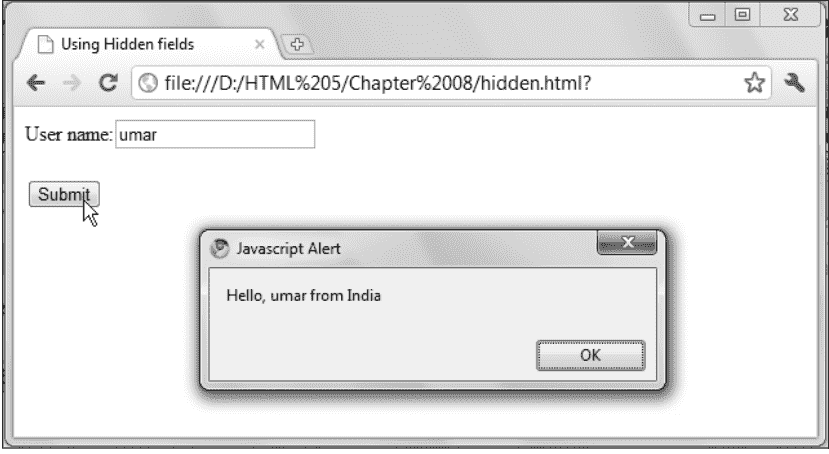 Using Hidden fields
file:///D:/HTML%205/Chapter%2008/hidden.html?
User name: umar
Submit
Javascript Alert
Hello, umar from India
OK